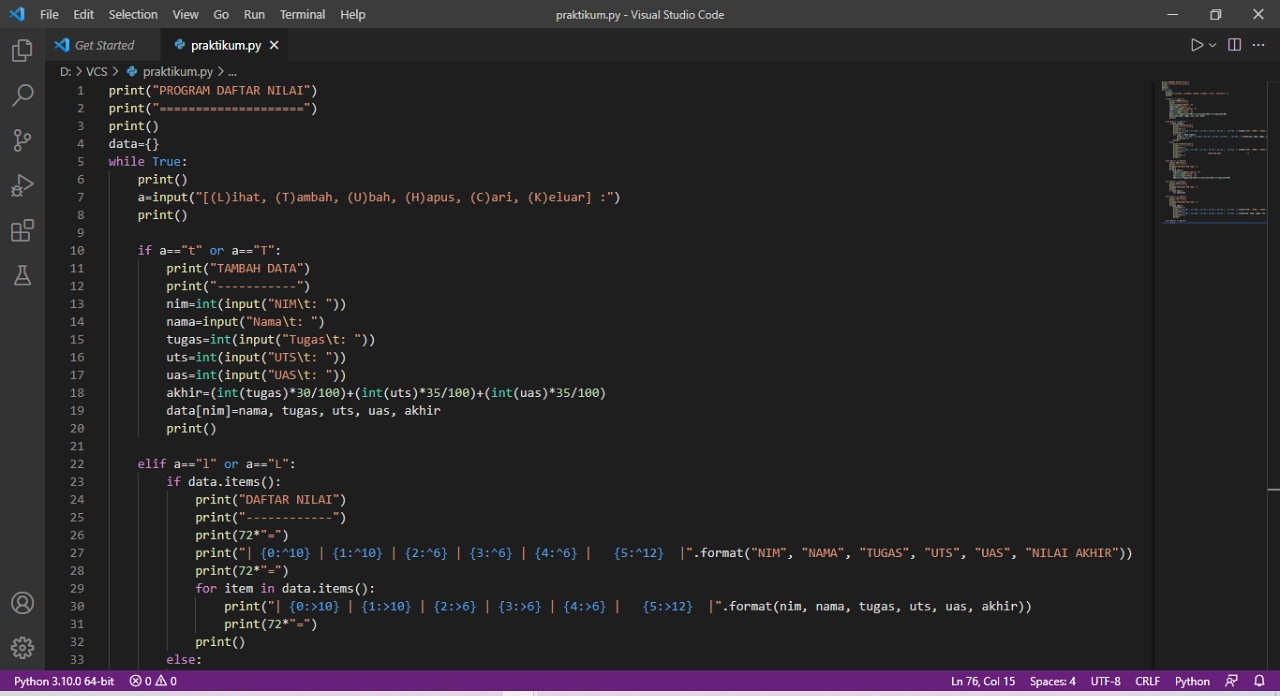 File Edit Selection View Go Run Terminal Help praktikum.py - Visual Studio Code
Get Started praktikum.py
D: > VCS > praktikum.py > ...
1 print("PROGRAM DAFTAR NILAI")
2 print("====================")
3 print()
4 data={}
5 while True:
6 print()
7 a=input("[(L)ihat, (T)ambah, (U)bah, (H)apus, (C)ari, (K)eluar] :")
8 print()
9
10 if a=="t" or a=="T":
11 print("TAMBAH DATA")
12 print("-----------")
13 nim=int(input("NIM\t: "))
14 nama=input("Nama\t: ")
15 tugas=int(input("Tugas\t: "))
16 uts=int(input("UTS\t: "))
17 uas=int(input("UAS\t: "))
18 akhir=(int(tugas)*30/100)+(int(uts)*35/100)+(int(uas)*35/100)
19 data[nim]=nama, tugas, uts, uas, akhir
20 print()
21
22 elif a=="l" or a=="L":
23 if data.items():
24 print("DAFTAR NILAI")
25 print("------------")
26 print(72*"=")
27 print("| {0:^10} | {1:^10} | {2:^6} | {3:^6} | {4:^6} |   {5:^12}  |".format("NIM", "NAMA", "TUGAS", "UTS", "UAS", "NILAI AKHIR"))
28 print(72*"=")
29 for item in data.items():
30 print("| {0:>10} | {1:>10} | {2:>6} | {3:>6} | {4:>6} |   {5:>12}  |".format(nim, nama, tugas, uts, uas, akhir))
31 print(72*"=")
32 print()
33 else:
Python 3.10.0 64-bit 0 0 Ln 76, Col 15 Spaces: 4 UTF-8 CRLF Python